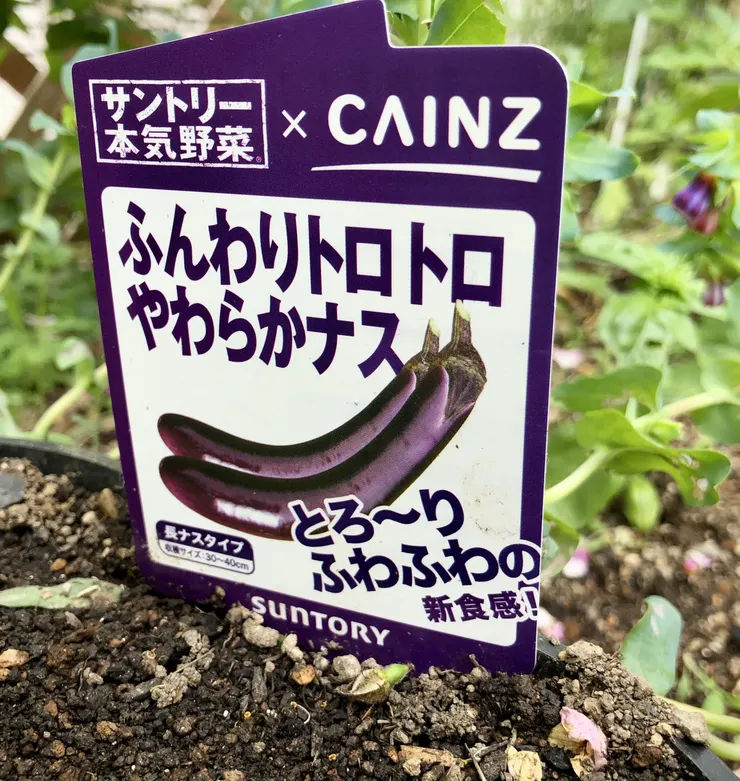 サントリー
本気野菜
× CAINZ
ふんわりトロトロ
やわらかナス
とろ〜り
ふわふわの
新食感!
長ナスタイプ
収穫サイズ:30〜40cm
SUNTORY